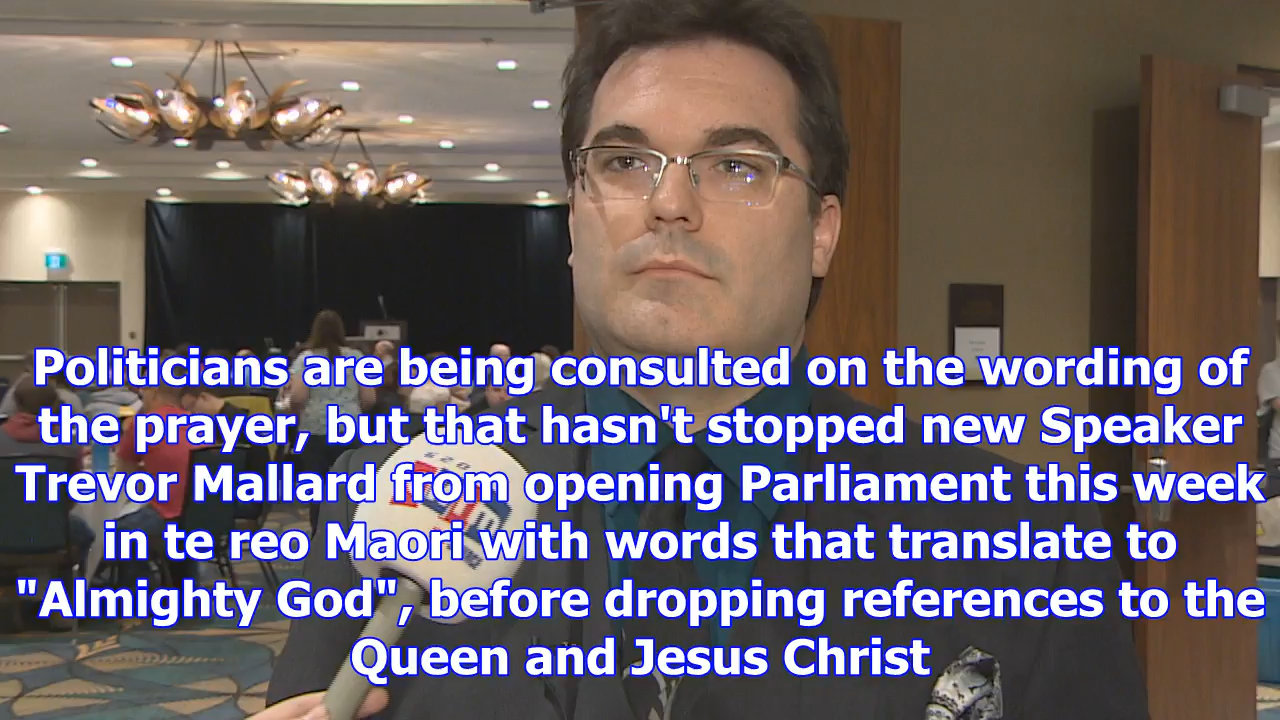 Politicians are being consulted on the wording of
the prayer, but that hasn't stopped new Speaker
Trevor Mallard from opening Parliament this week
in te reo Maori with words that translate to
"Almighty God", before dropping references to the
Queen and Jesus Christ
620